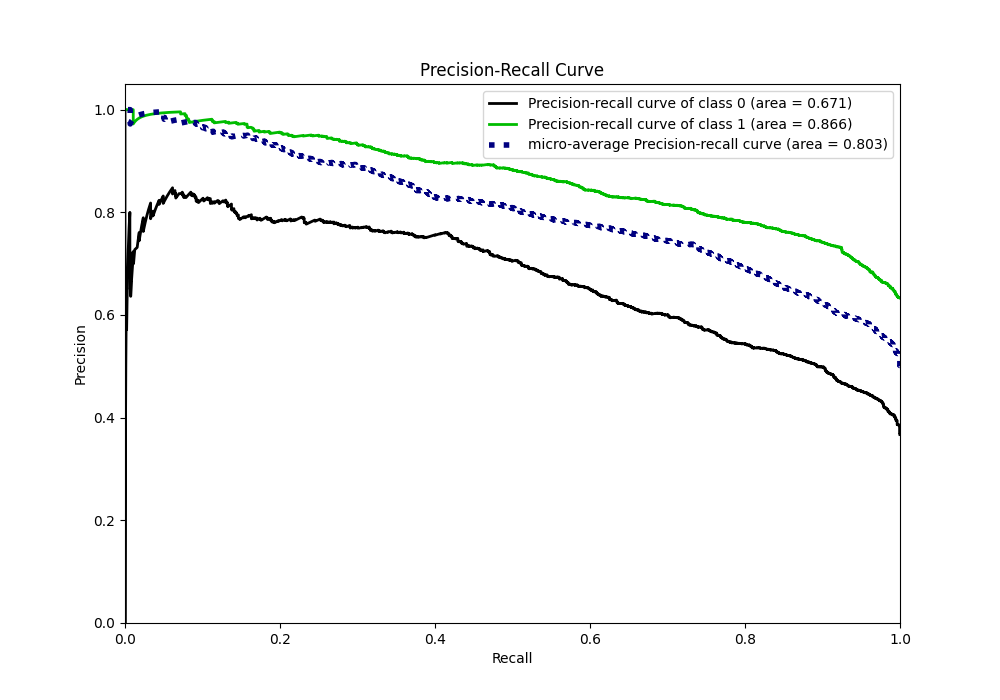 Precision-Recall Curve
Precision-recall curve of class 0 (area = 0.671)
Precision-recall curve of class 1 (area = 0.866)
micro-average Precision-recall curve (area = 0.803)
1.0
0.8
0.6
0.4
0.2
0.0
Precision
0.0 0.2 0.4 0.6 0.8 1.0
Recall